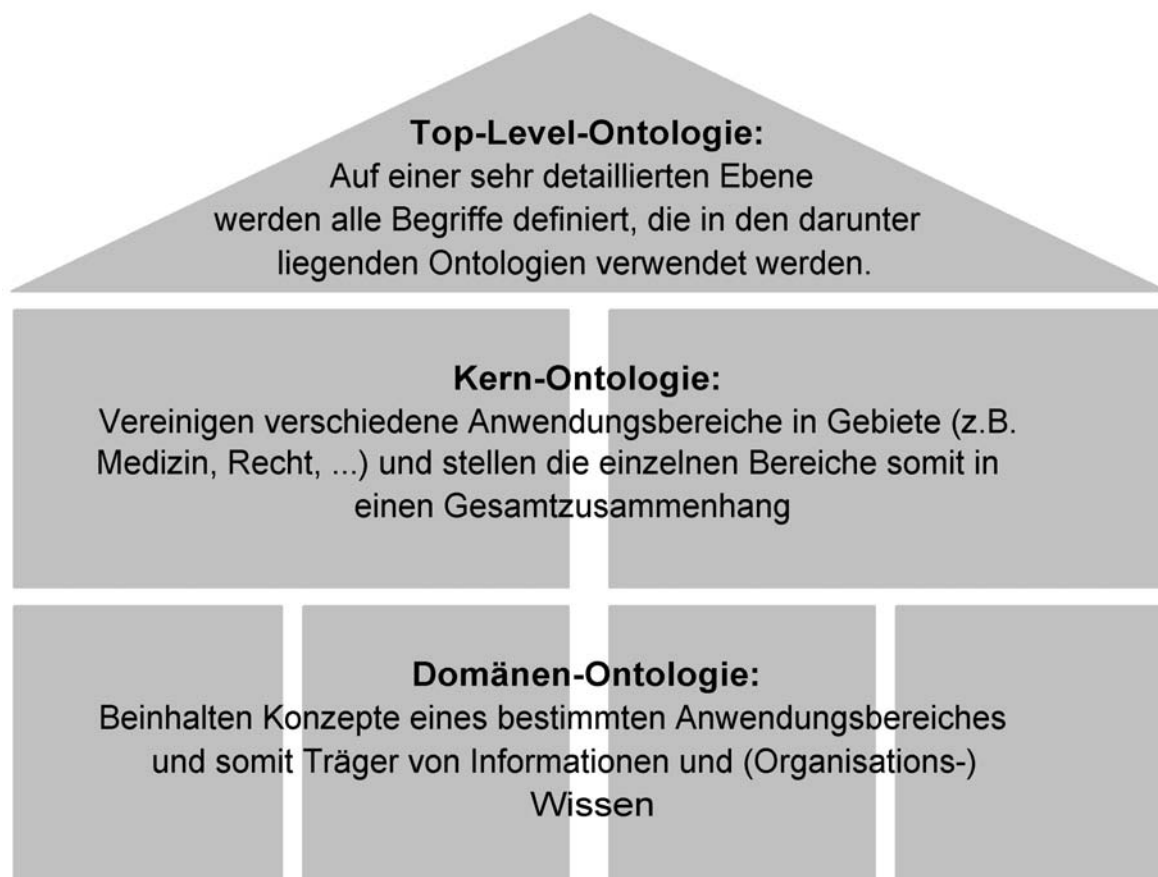 Top-Level-Ontologie:
Auf einer sehr detaillierten Ebene
werden alle Begriffe definiert, die in den darunter
liegenden Ontologien verwendet werden.
Kern-Ontologie:
Vereinigen verschiedene Anwendungsbereiche in Gebiete (z.B.
Medizin, Recht, ...) und stellen die einzelnen Bereiche somit in
einen Gesamtzusammenhang
Domänen-Ontologie:
Beinhalten Konzepte eines bestimmten Anwendungsbereiches
und somit Träger von Informationen und (Organisations-)
Wissen